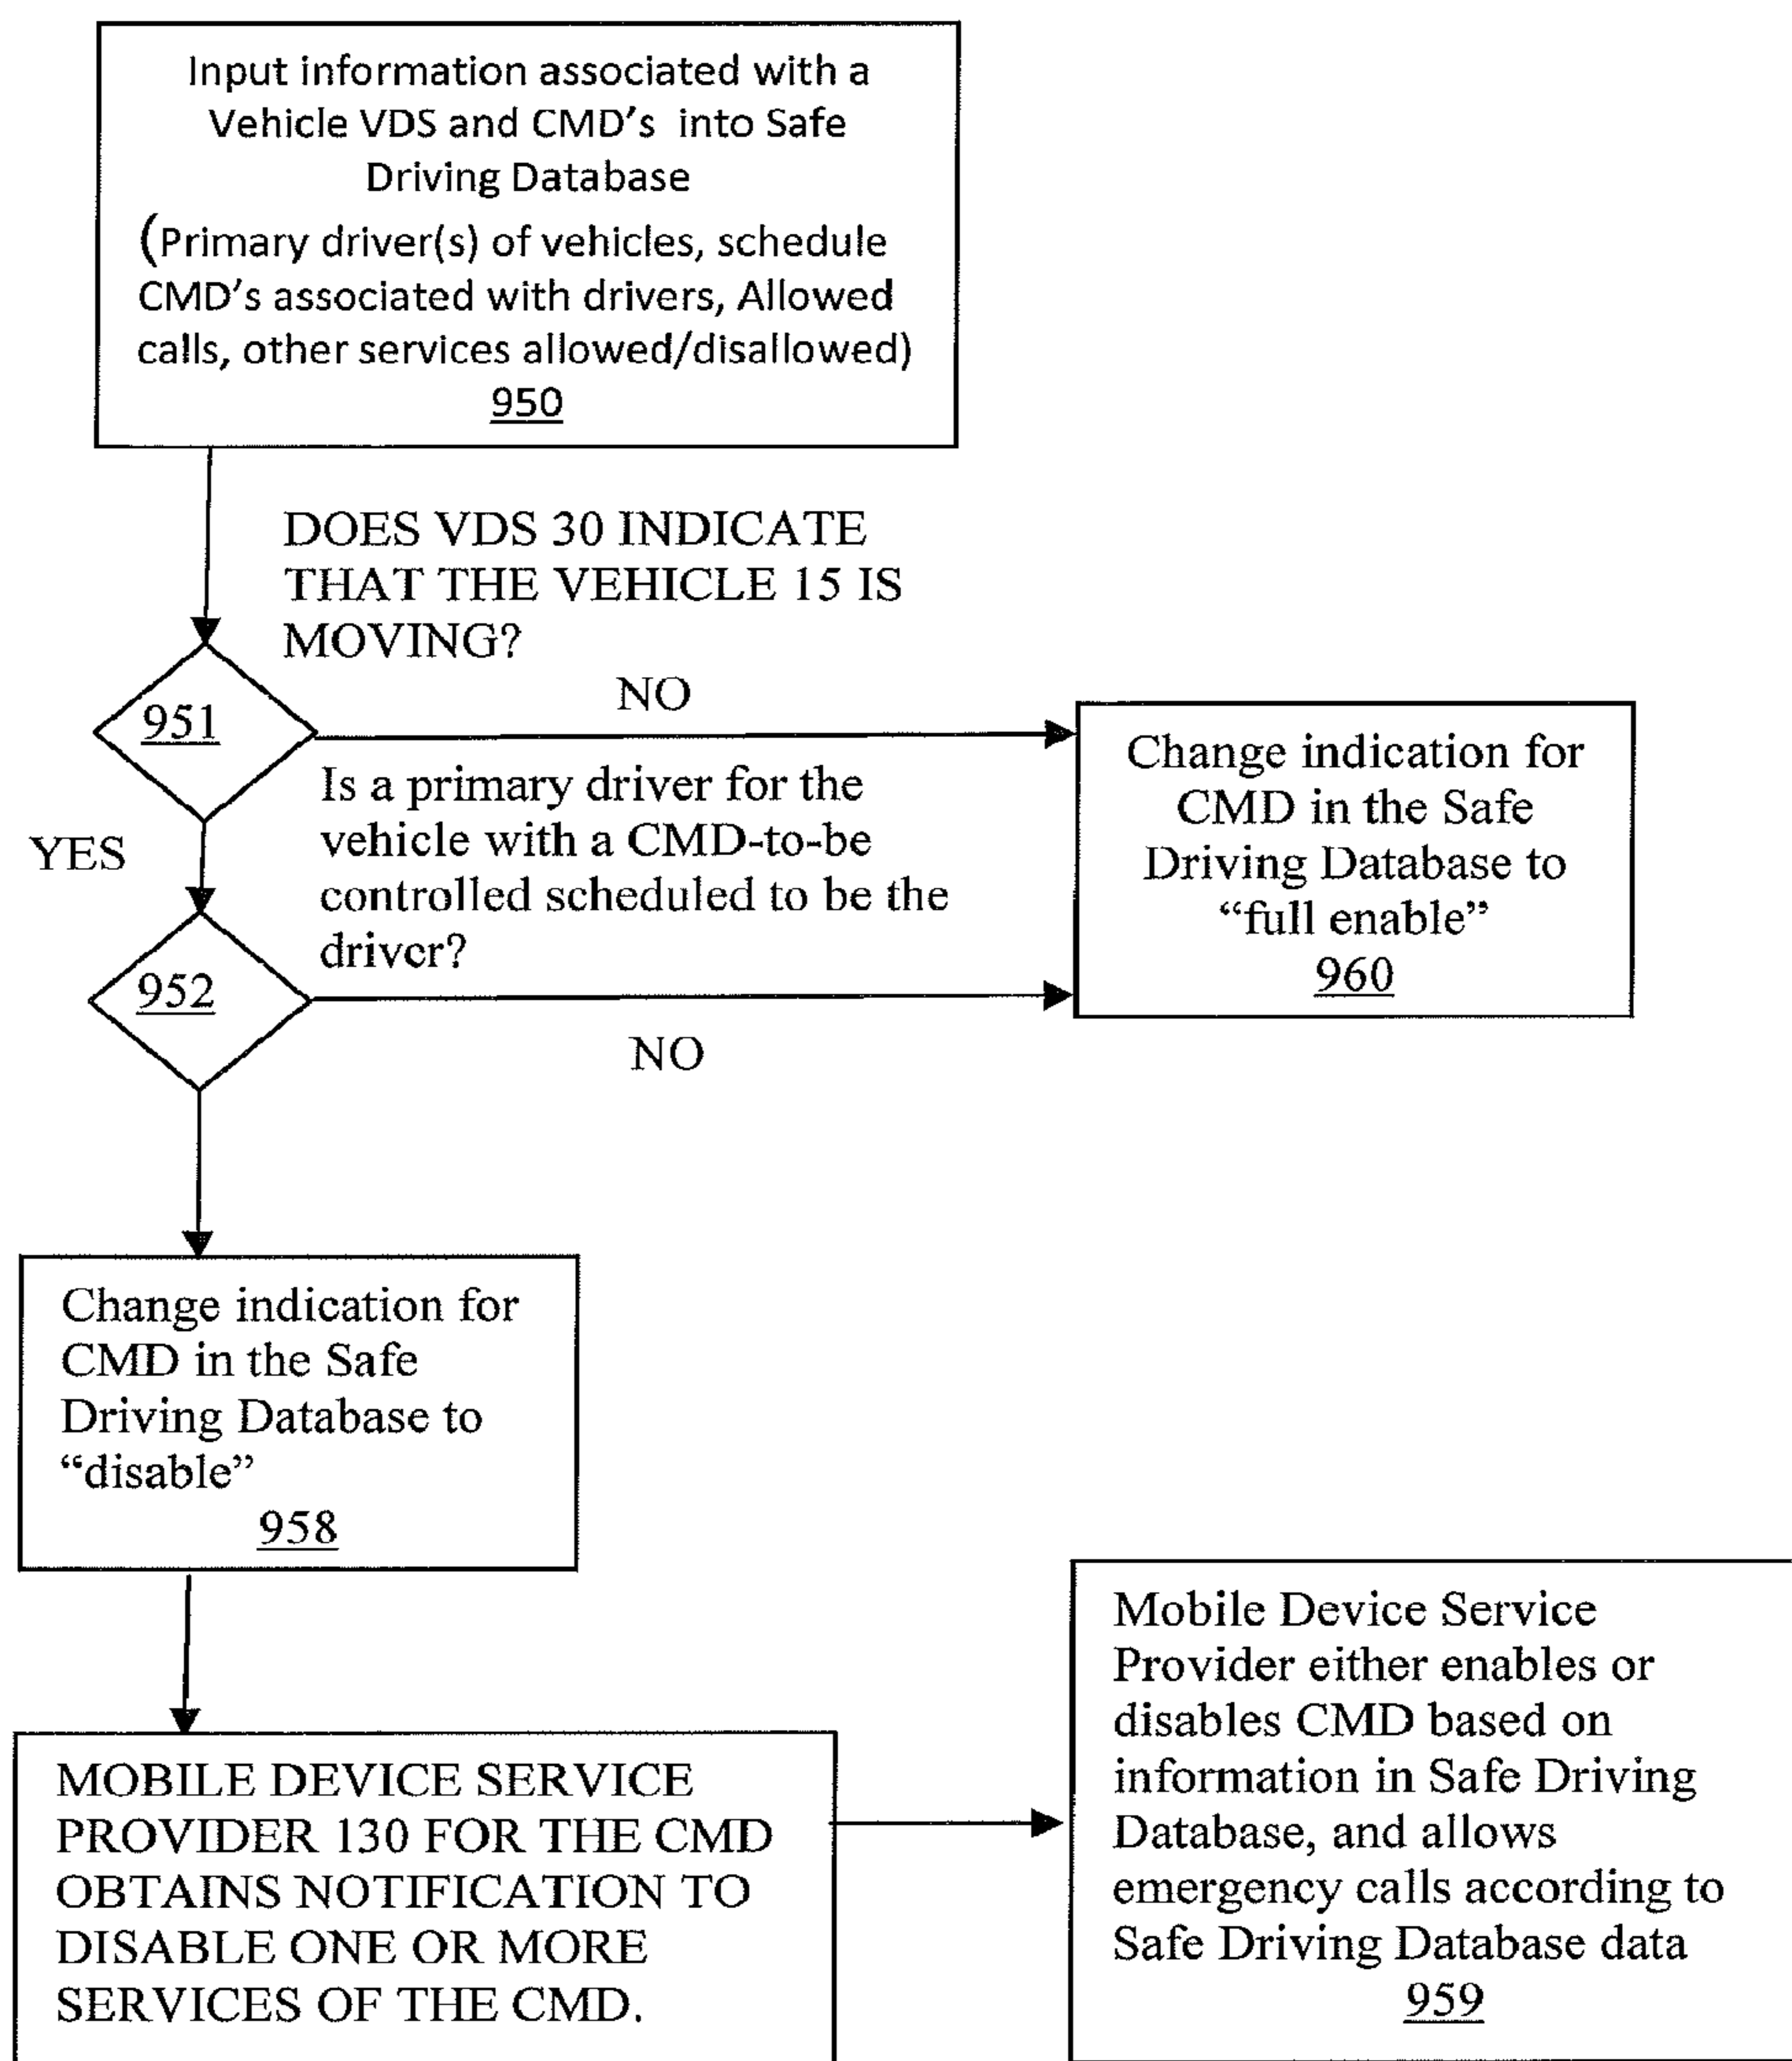 Input information associated with a
Vehicle VDS and CMD's into Safe
Driving Database
(Primary driver(s) of vehicles, schedule
CMD's associated with drivers, Allowed
calls, other services allowed/disallowed)
950
DOES VDS 30 INDICATE
THAT THE VEHICLE 15 IS
MOVING?
951
NO
YES
Is a primary driver for the
vehicle with a CMD-to-be
controlled scheduled to be the
driver?
952
NO
Change indication for
CMD in the Safe
Driving Database to
“full enable”
960
Change indication for
CMD in the Safe
Driving Database to
“disable”
958
MOBILE DEVICE SERVICE
PROVIDER 130 FOR THE CMD
OBTAINS NOTIFICATION TO
DISABLE ONE OR MORE
SERVICES OF THE CMD.
Mobile Device Service
Provider either enables or
disables CMD based on
information in Safe Driving
Database, and allows
emergency calls according to
Safe Driving Database data
959